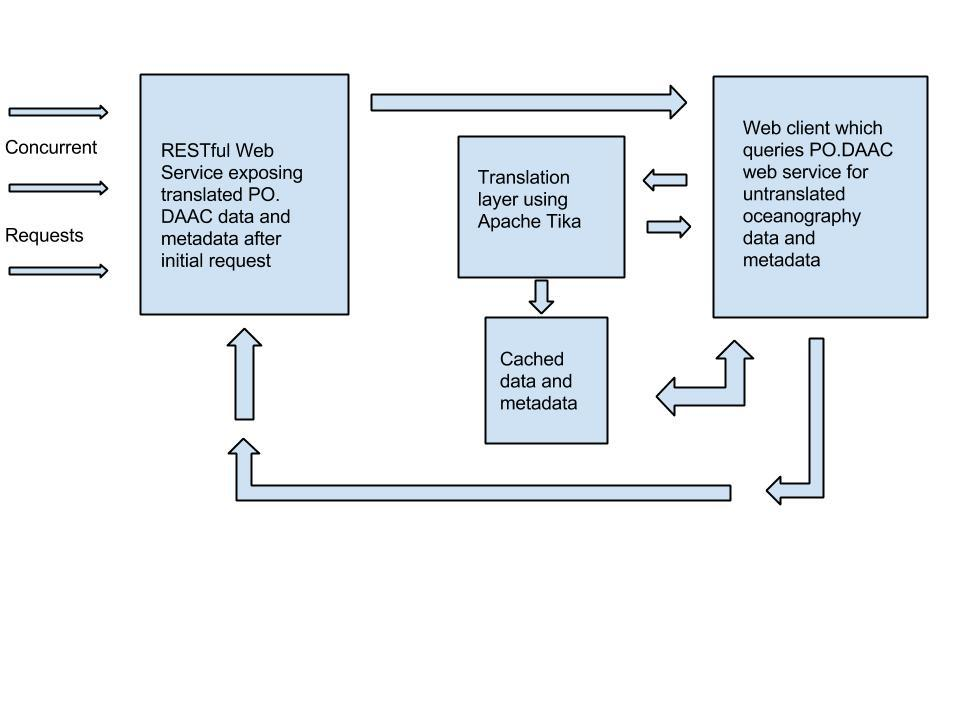 Concurrent
Requests
RESTful Web
Service exposing
translated PO.
DAAC data and
metadata after
initial request
Translation
layer using
Apache Tika
Cached
data and
metadata
Web client which
queries PO.DAAC
web service for
untranslated
oceanography
data and
metadata